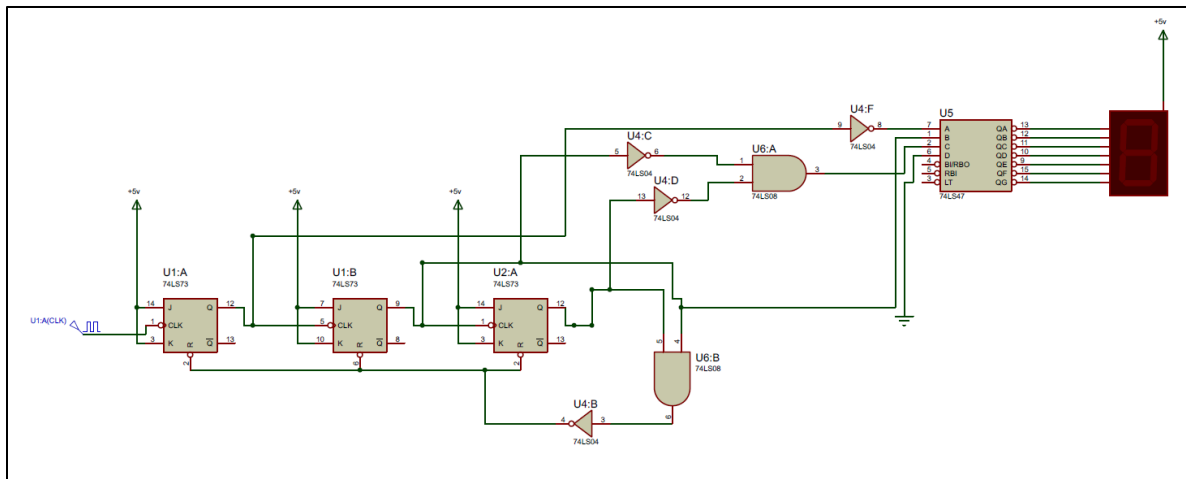 +5v
U4:F
9 8
74LS04
U5
7 A QA 13
1 B QB 12
2 C QC 11
6 D QD 10
4 BI/RBO QE 9
5 RBI QF 15
3 LT QG 14
74LS47
U4:C
5 6
74LS04
U6:A
1
2
3
74LS08
U4:D
13 12
74LS04
+5v
+5v
+5v
U1:A
74LS73
14 J Q 12
1 CLK
3 K Q 13
R
2
U1:B
74LS73
7 J Q 9
5 CLK
10 K Q 8
R
6
U2:A
74LS73
14 J Q 12
1 CLK
3 K Q 13
R
2
U1:A(CLK)
5 4
U6:B
74LS08
6
U4:B
4 3
74LS04